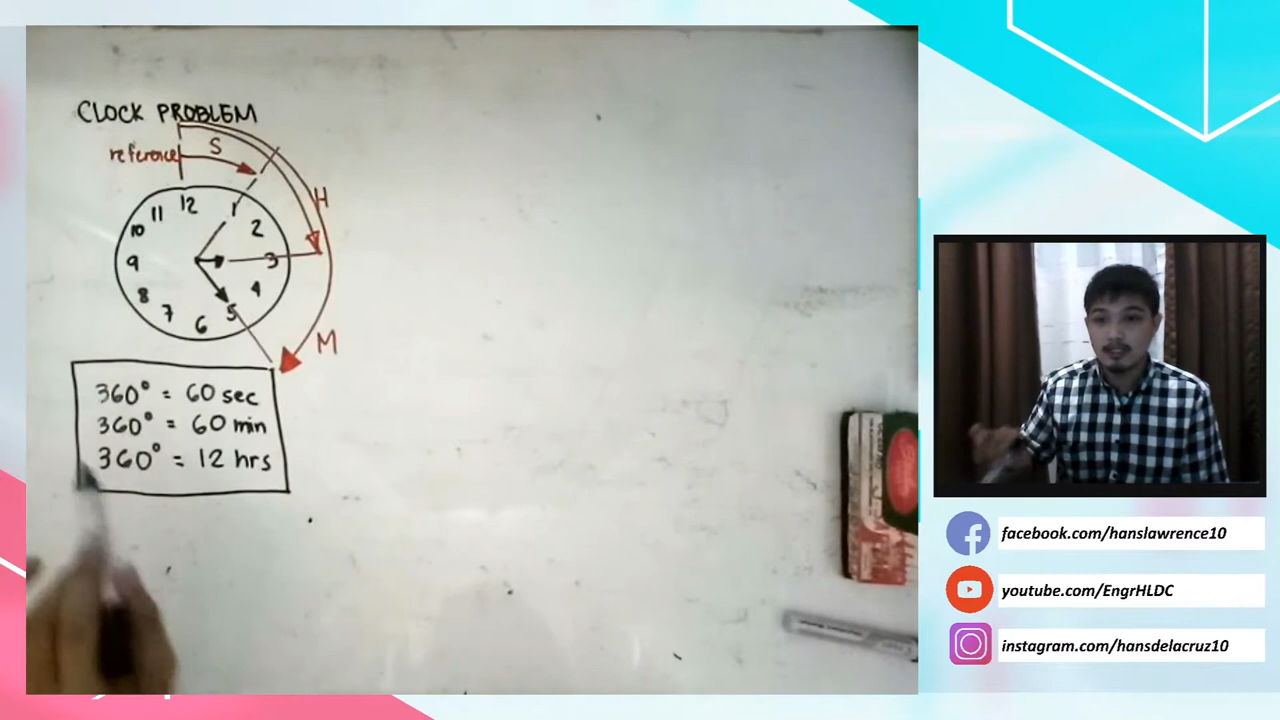 CLOCK PROBLEM
reference
S
H
12
11
1
10
2
9
3
8
4
7
5
6
M
360° = 60 sec
360° = 60 min
360° = 12 hrs
facebook.com/hanslawrence10
youtube.com/EngrHLDC
instagram.com/hansdelacruz10